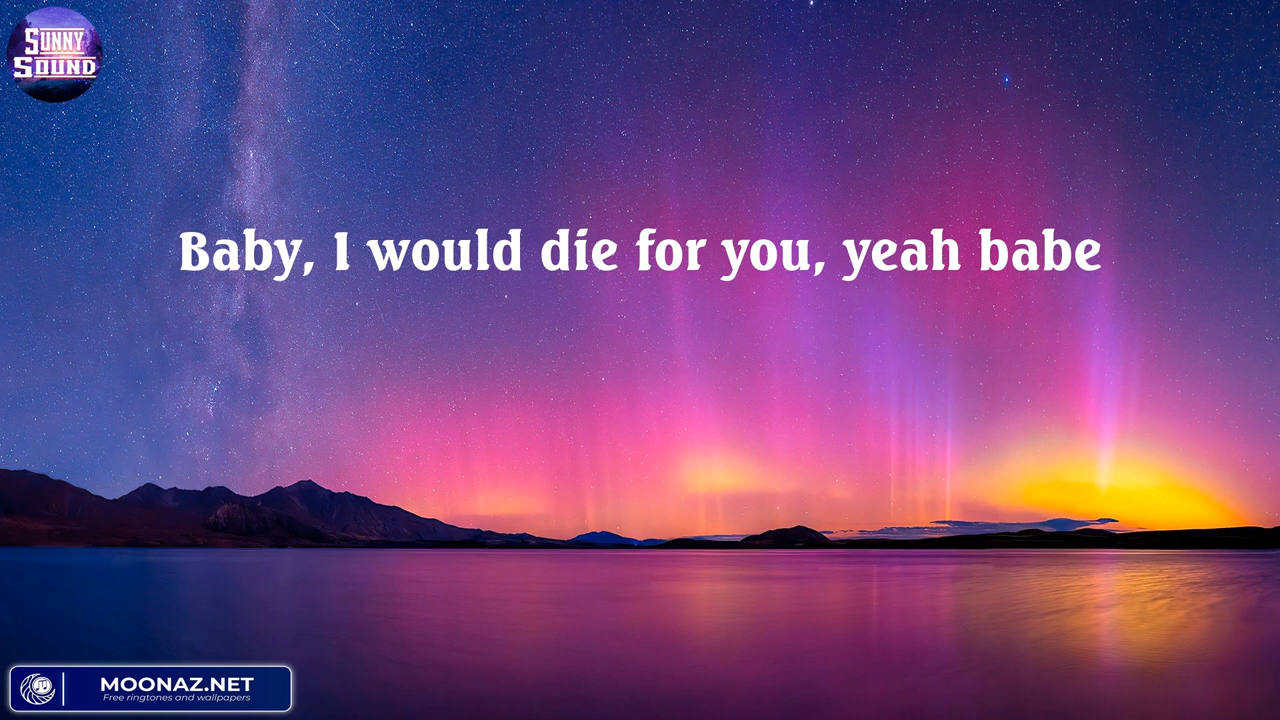 SUNNY
SOUND
Baby, I would die for you, yeah babe
MOONAZ.NET
Free ringtones and wallpapers